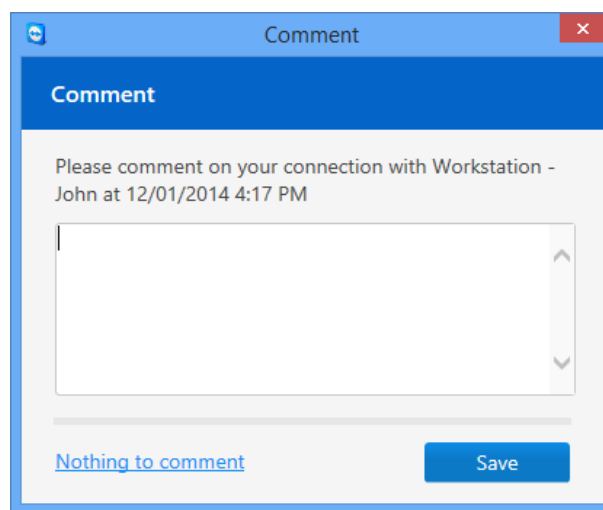 Comment
Comment
Please comment on your connection with Workstation -
John at 12/01/2014 4:17 PM
Nothing to comment
Save